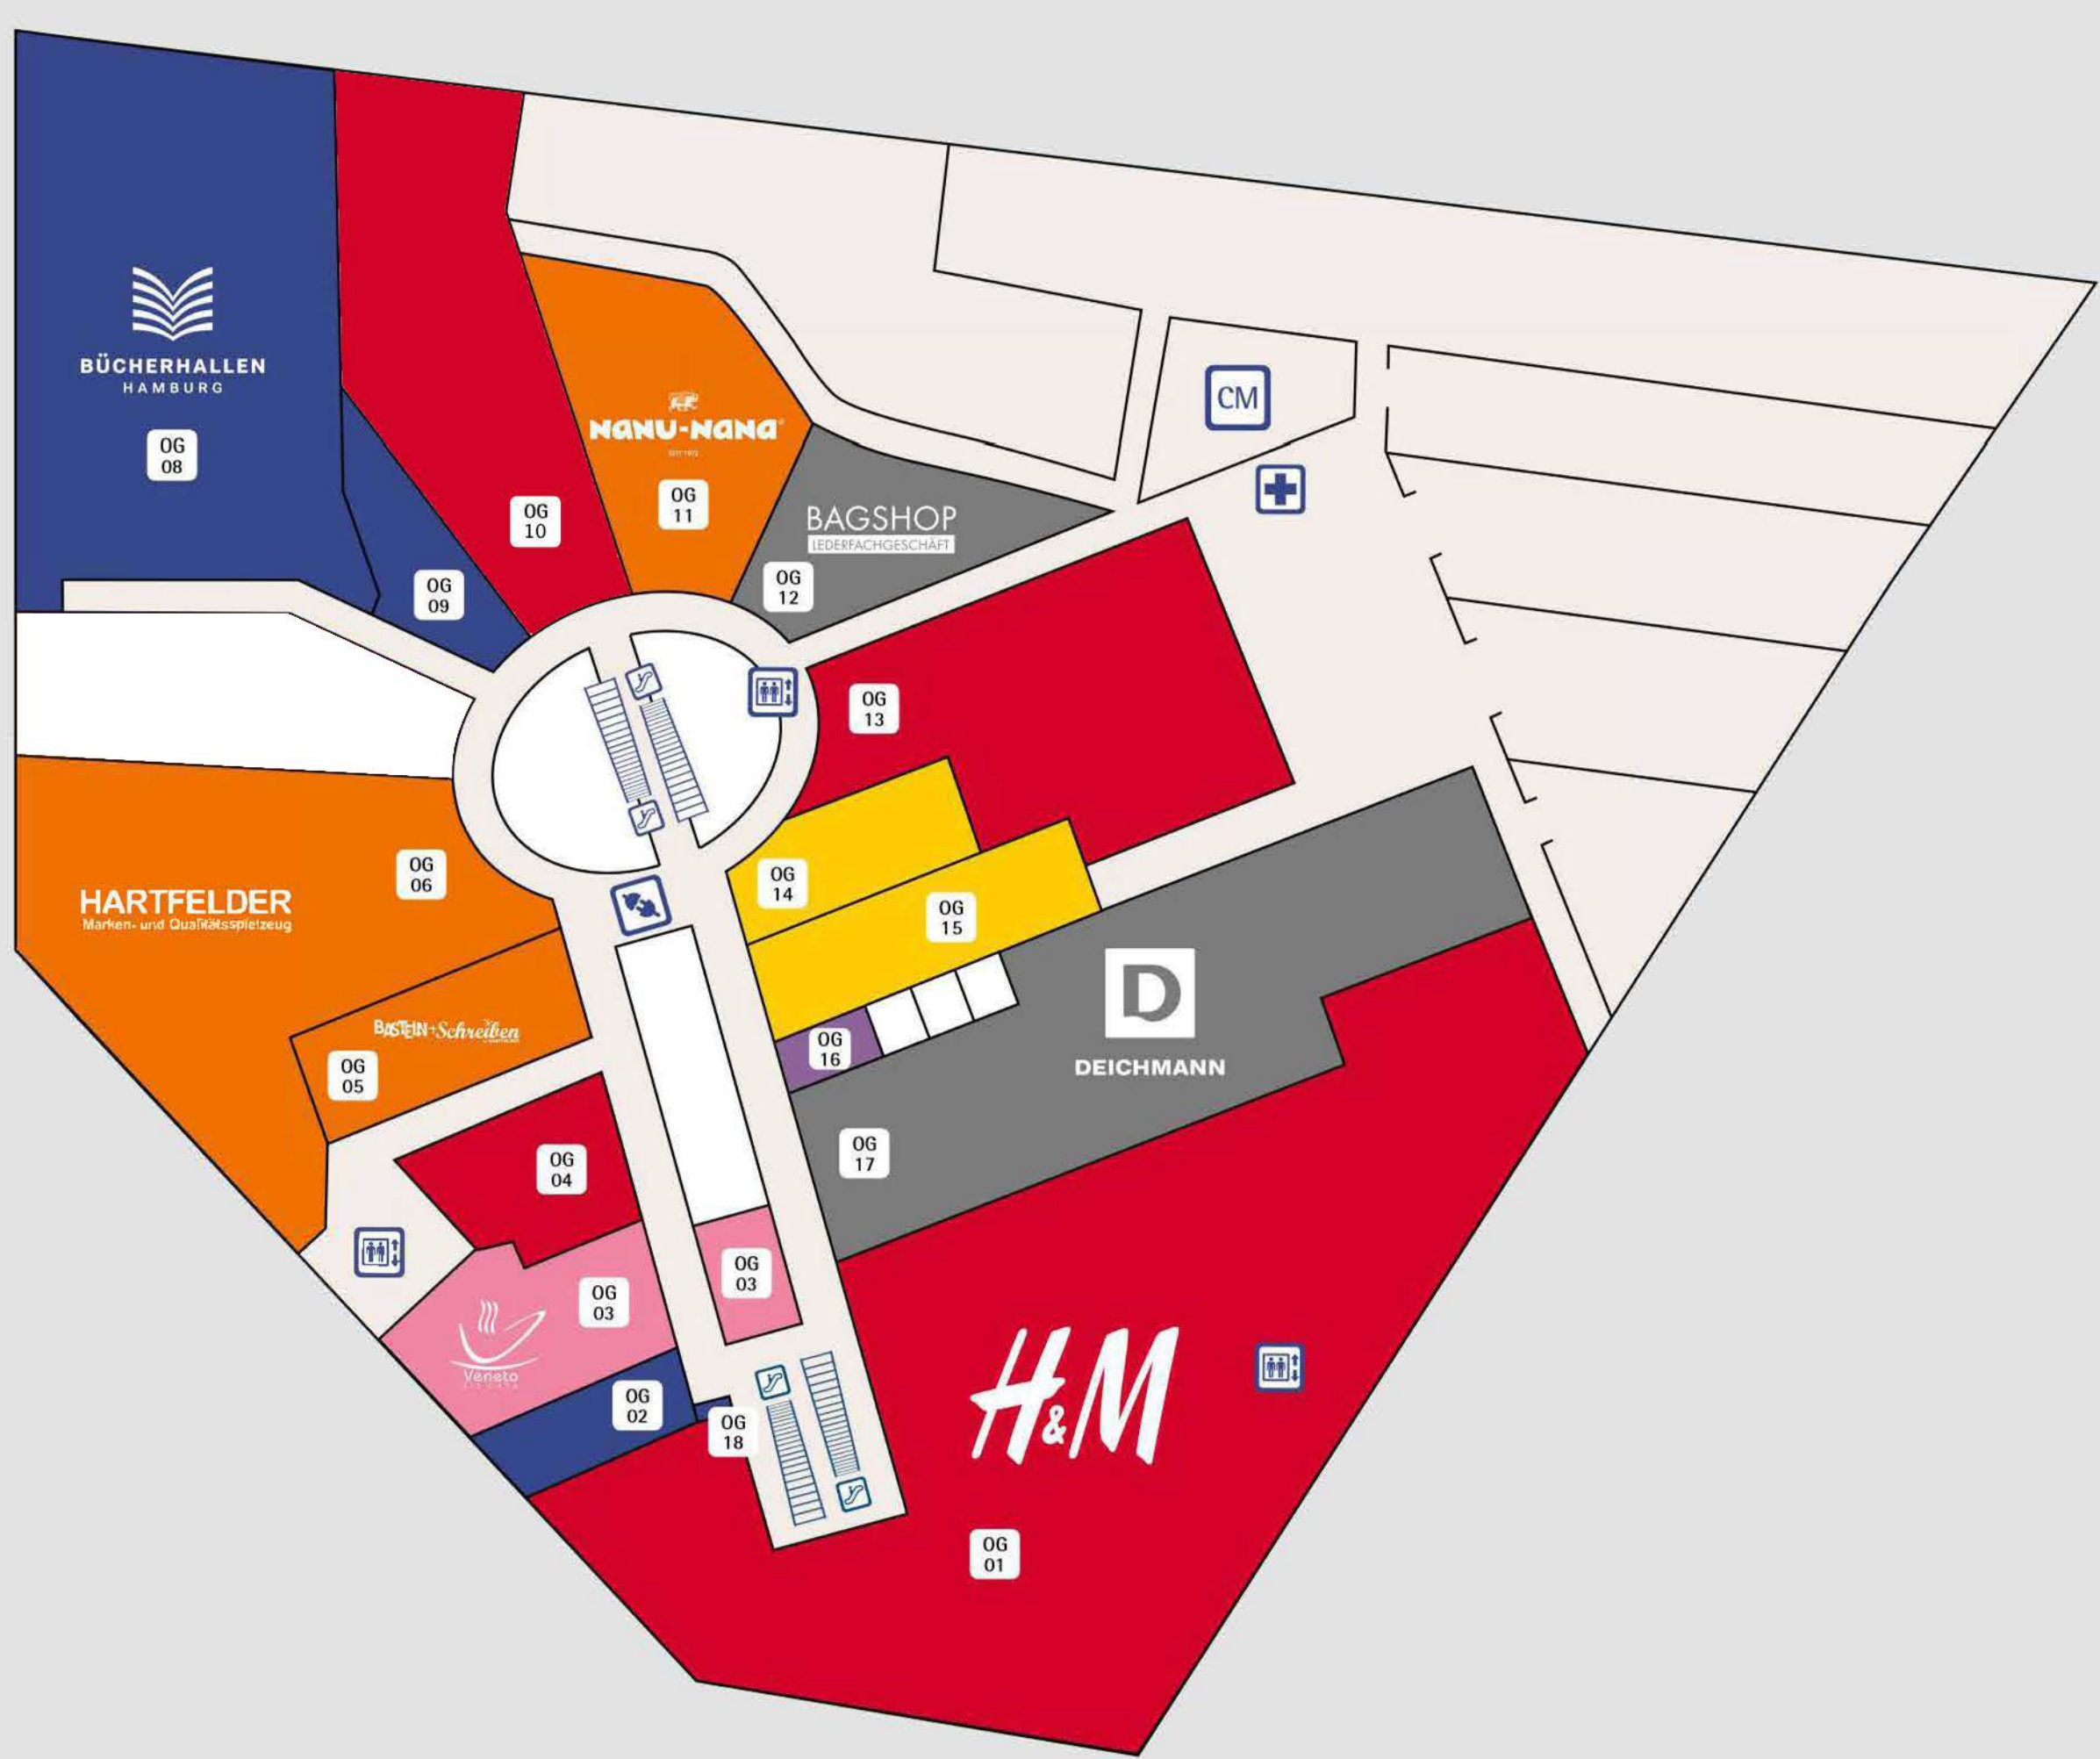 BÜCHERHALLEN
HAMBURG
OG
08
OG
09
OG
10
NANU-NANA
OG
11
BAGSHOP
LEDERFACHGESCHÄFT
OG
12
CM
OG
13
OG
14
OG
15
OG
16
D
DEICHMANN
OG
17
HARTFELDER
Marken- und Qualitätsspielzeug
OG
06
BASTELN+Schreiben
OG
05
OG
04
OG
03
Veneto
OG
03
OG
02
OG
18
H&M
OG
01